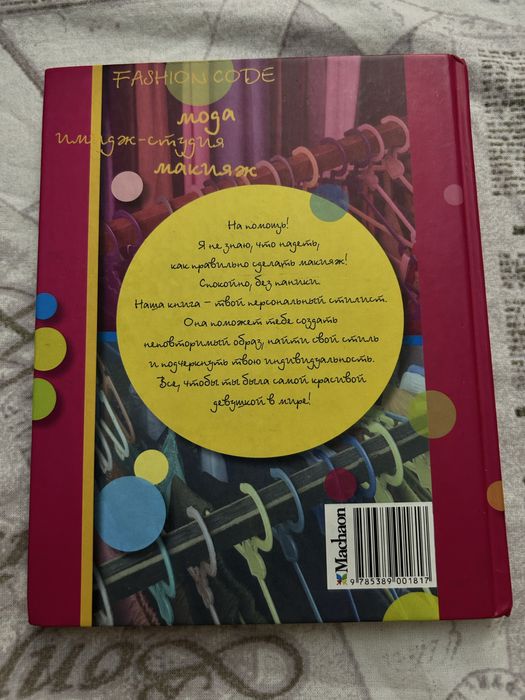 FASHION CODE
мода
имидж-студия
макияж
На помощь!
Я не знаю, что надеть,
как правильно сделать макияж!
Спокойно, без паники.
Наша книга – твой персональный стилист.
Она поможет тебе создать
неповторимый образ, найти свой стиль
и подчеркнуть твою индивидуальность.
Все, чтобы ты была самой красивой
девушкой в мире!
Machaon
9 785389 001817